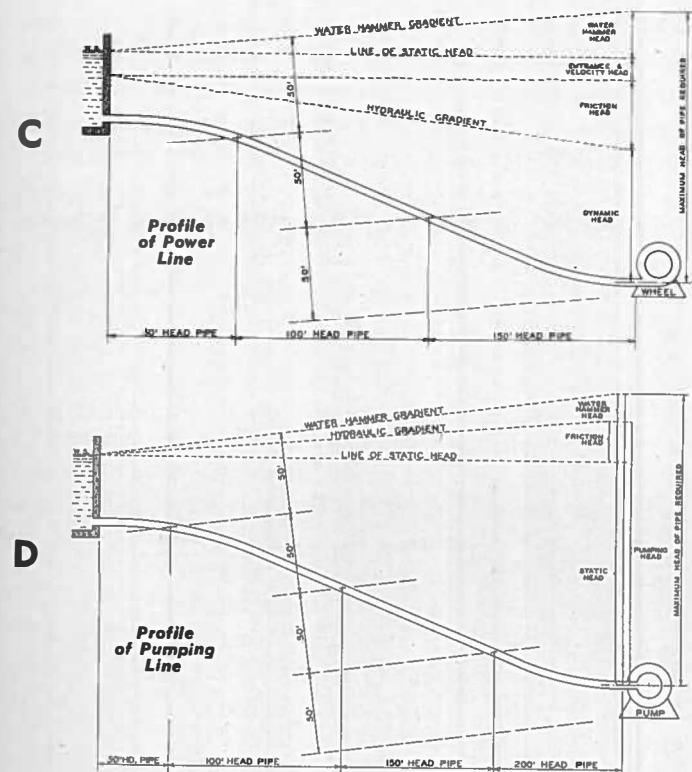 WATER HAMMER GRADIENT
WATER
HAMMER
HEAD
W.S.
LINE OF STATIC HEAD
ENTRANCE &
VELOCITY HEAD
50'
HYDRAULIC GRADIENT
FRICTION
HEAD
MAXIMUM HEAD OF PIPE REQUIRED
C
50'
Profile
of Power
Line
DYNAMIC
HEAD
50'
WHEEL
50' HEAD PIPE
100' HEAD PIPE
150' HEAD PIPE
WATER HAMMER GRADIENT
WATER
HAMMER
HEAD
HYDRAULIC GRADIENT
FRICTION
HEAD
W.S.
LINE OF STATIC HEAD
50'
50'
D
STATIC
HEAD
PUMPING
HEAD
MAXIMUM HEAD OF PIPE REQUIRED
50'
Profile
of Pumping
Line
50'
PUMP
50' HD. PIPE
100' HEAD PIPE
150' HEAD PIPE
200' HEAD PIPE